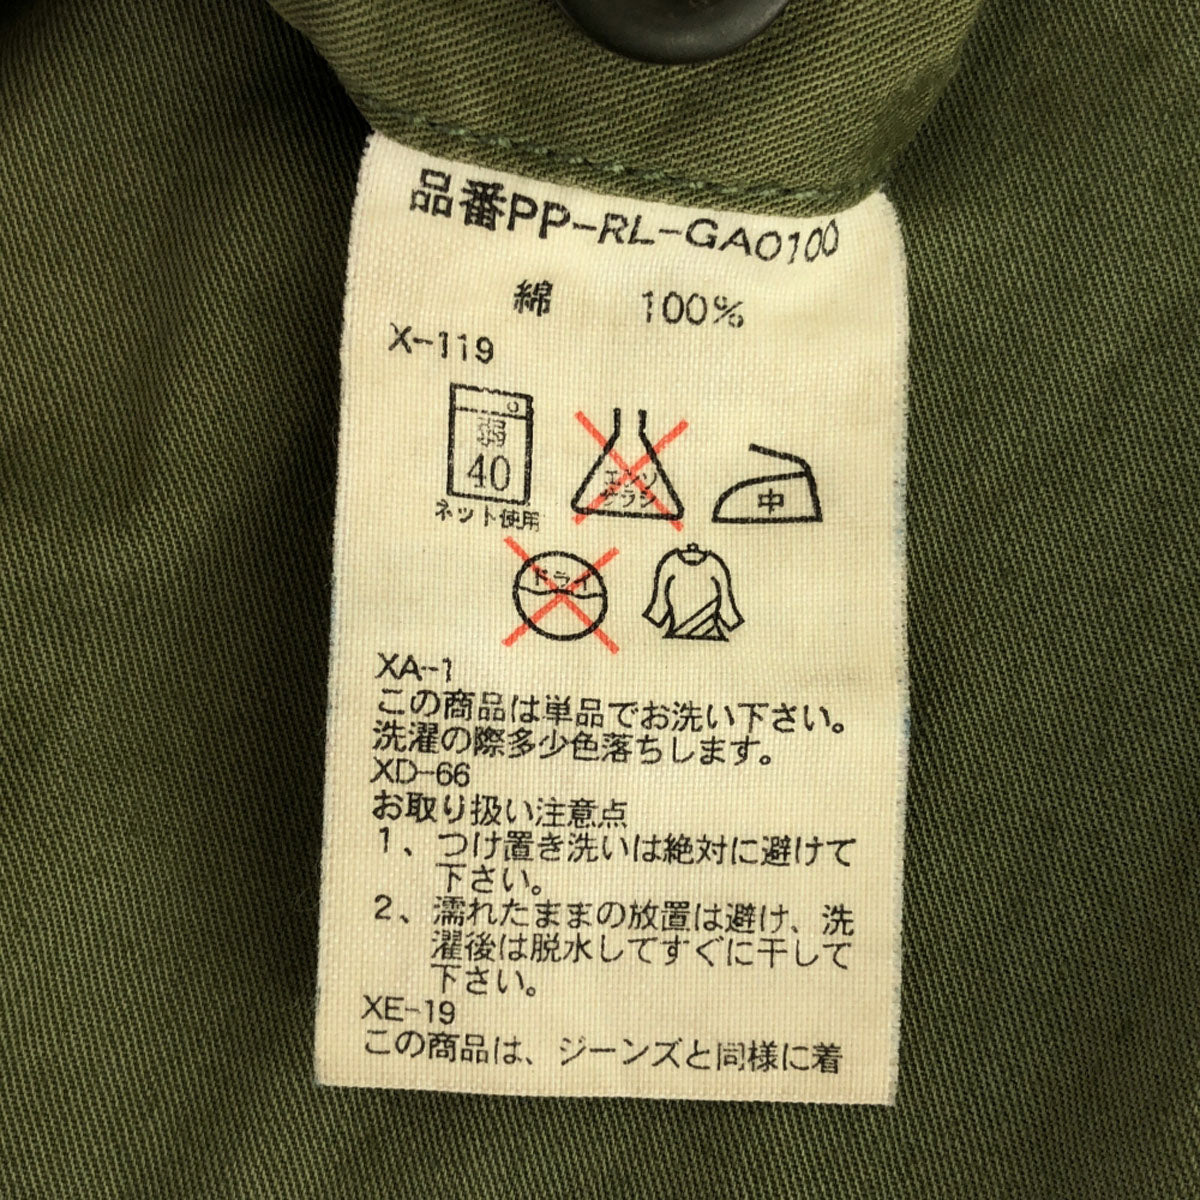 品番PP-RL-GA0100
綿 100%
X-119
弱
40
ネット使用
エンソ
サラシ
中
ドライ
XA-1
この商品は単品でお洗い下さい。
洗濯の際多少色落ちします。
XD-66
お取り扱い注意点
1、つけ置き洗いは絶対に避けて
下さい。
2、濡れたままの放置は避け、洗
濯後は脱水してすぐに干して
下さい。
XE-19
この商品は、ジーンズと同様に着